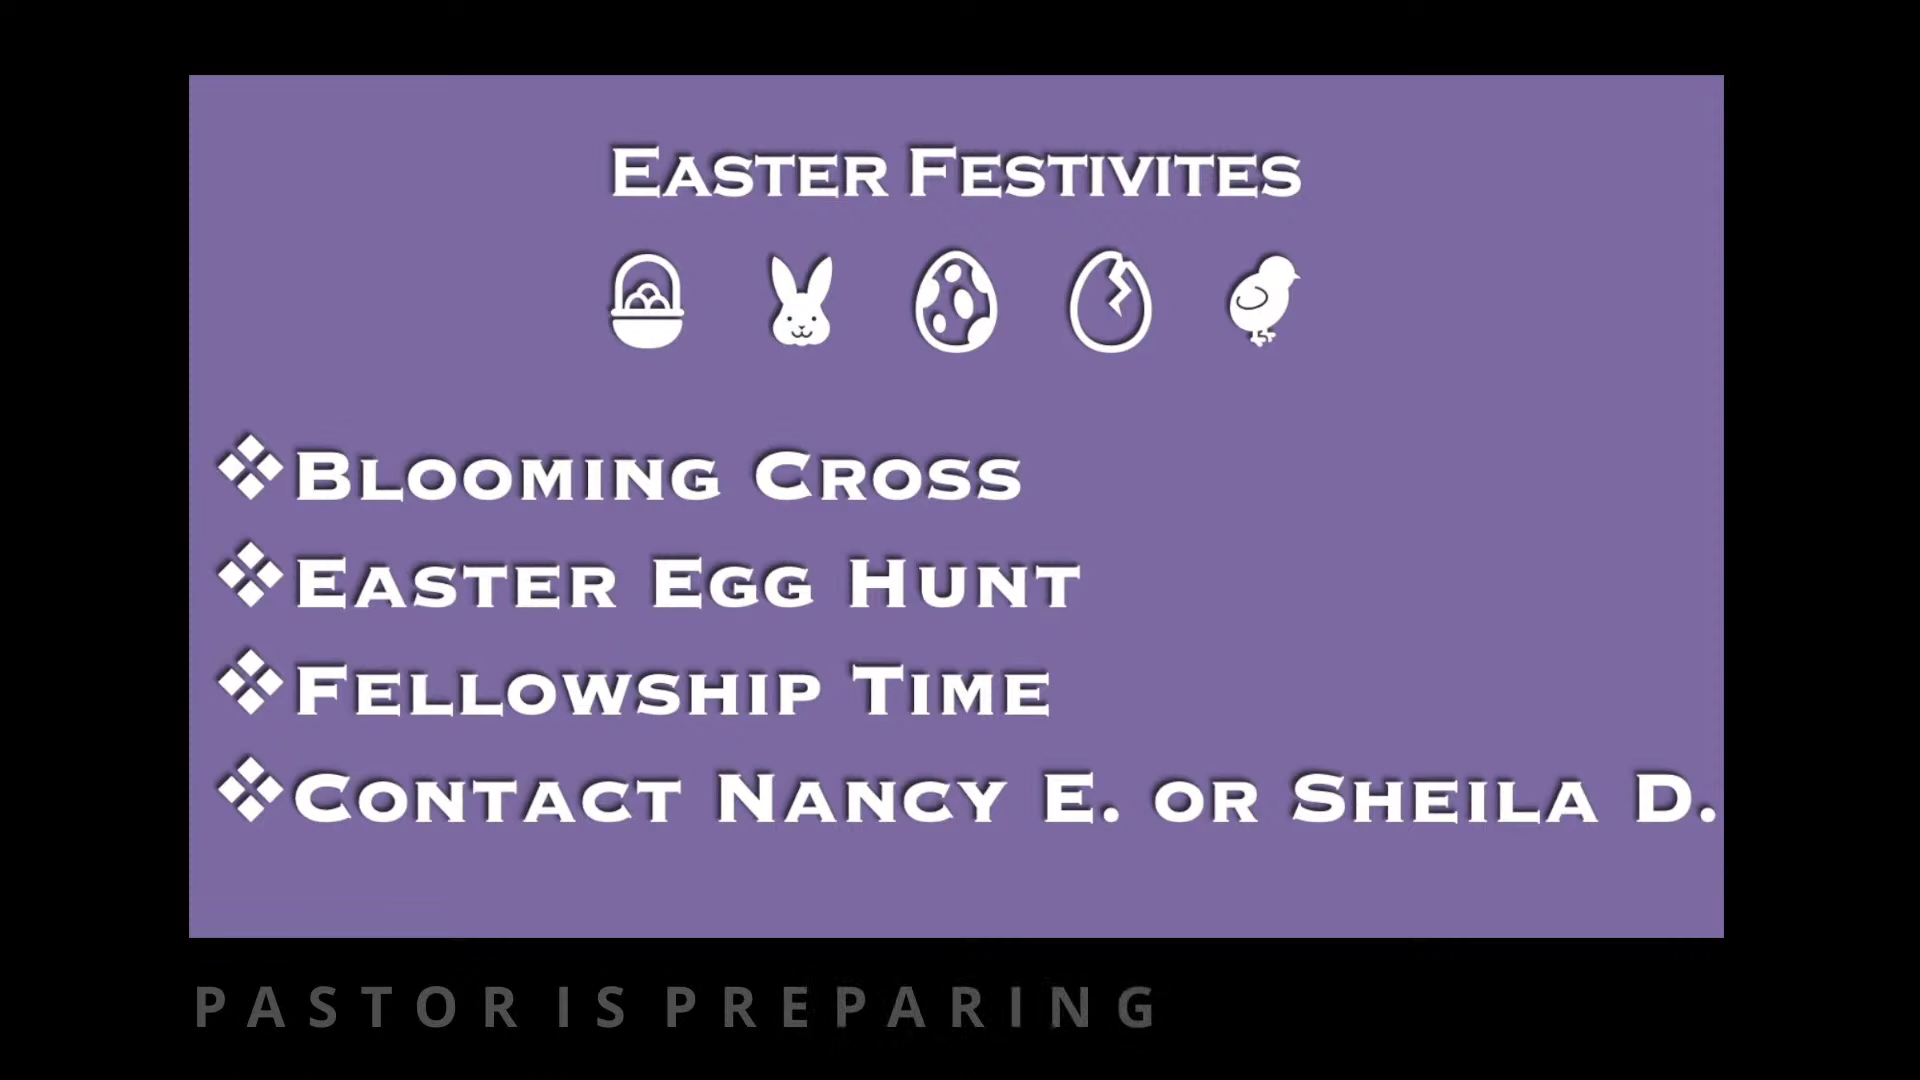 Easter Festivites
❖Blooming Cross
❖Easter Egg Hunt
❖Fellowship Time
❖Contact Nancy E. or Sheila D.
PASTOR IS PREPARING